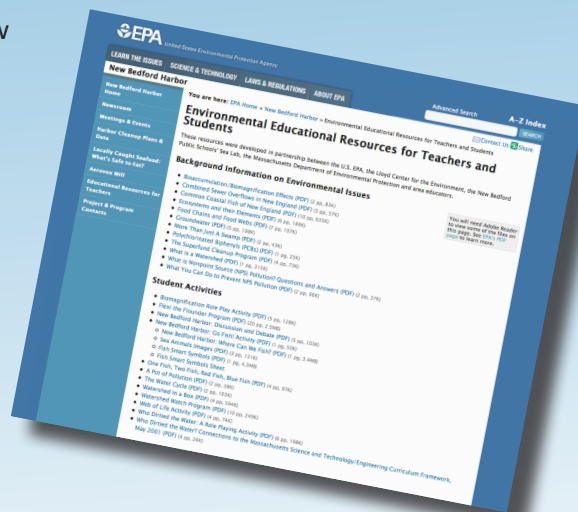 w
EPA United States Environmental Protection Agency
LEARN THE ISSUES SCIENCE & TECHNOLOGY LAWS & REGULATIONS ABOUT EPA
Advanced Search A-Z Index
SEARCH
New Bedford Harbor
Contact Us Share
You are here: EPA Home » New Bedford Harbor » Environmental Educational Resources for Teachers and Students
New Bedford Harbor
Home
Newsroom
Meetings & Events
Harbor Cleanup Plans &
Data
Locally Caught Seafood:
What's Safe to Eat?
Aerovox Mill
Educational Resources for
Teachers
Project & Program
Contacts
Environmental Educational Resources for Teachers and
Students
These resources were developed in partnership between the U.S. EPA, the Lloyd Center for the Environment, the New Bedford
Public Schools' Sea Lab, the Massachusetts Department of Environmental Protection and area educators.
You will need Adobe Reader
to view some of the files on
this page. See EPA's PDF
page to learn more.
Background Information on Environmental Issues
Bioaccumulation/Biomagnification Effects (PDF)
Combined Sewer Overflows in New England (PDF)
Common Coastal Fish of New England (PDF)
Ecosystems and their Elements (PDF)
Food Chains and Food Webs (PDF)
Groundwater (PDF)
More Than Just A Swamp (PDF)
Polychlorinated Biphenyls (PCBs) (PDF)
The Superfund Cleanup Program (PDF)
What is a Watershed (PDF)
What is Nonpoint Source (NPS) Pollution? Questions and Answers (PDF)
What You Can Do to Prevent NPS Pollution (PDF)
Student Activities
Biomagnification Role Play Activity (PDF)
Flexi the Flounder Program (PDF)
New Bedford Harbor: Discussion and Debate (PDF)
New Bedford Harbor: Go Fish! Activity (PDF)
New Bedford Harbor: Where Can We Fish? (PDF)
Sea Animals Images (PDF)
Fish Smart Symbols (PDF)
Fish Smart Symbols Sheet
One Fish, Two Fish, Red Fish, Blue Fish (PDF)
A Pot of Pollution (PDF)
The Water Cycle (PDF)
Watershed in a Box (PDF)
Watershed Watch Program (PDF)
Web of Life Activity (PDF)
Who Dirtied the Water: A Role Playing Activity (PDF)
Who Dirtied the Water? Connections to the Massachusetts Science and Technology/Engineering Curriculum Framework,
May 2001 (PDF)